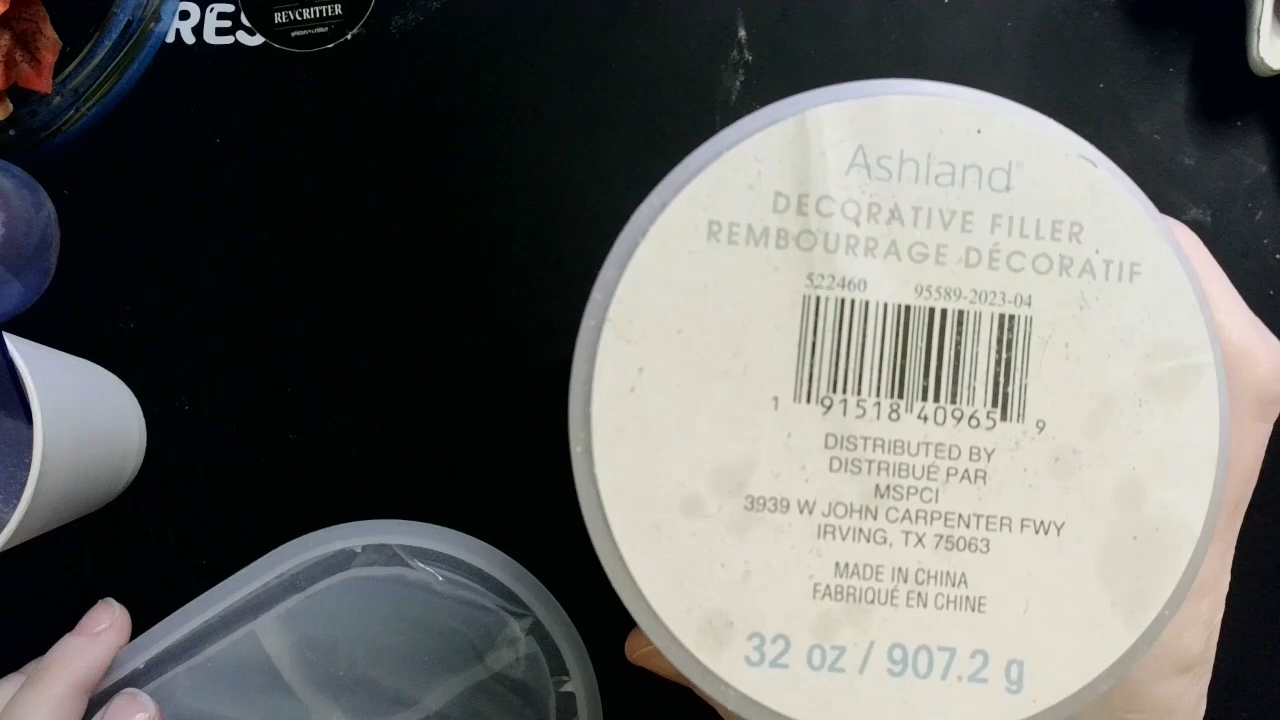 RES
REVCRITTER
Ashland
DECORATIVE FILLER
REMBOURRAGE DÉCORATIF
522460 95589-2023-04
1 91518 40965 9
DISTRIBUTED BY
DISTRIBUÉ PAR
MSPCI
3939 W JOHN CARPENTER FWY
IRVING, TX 75063
MADE IN CHINA
FABRIQUÉ EN CHINE
32 oz / 907.2 g